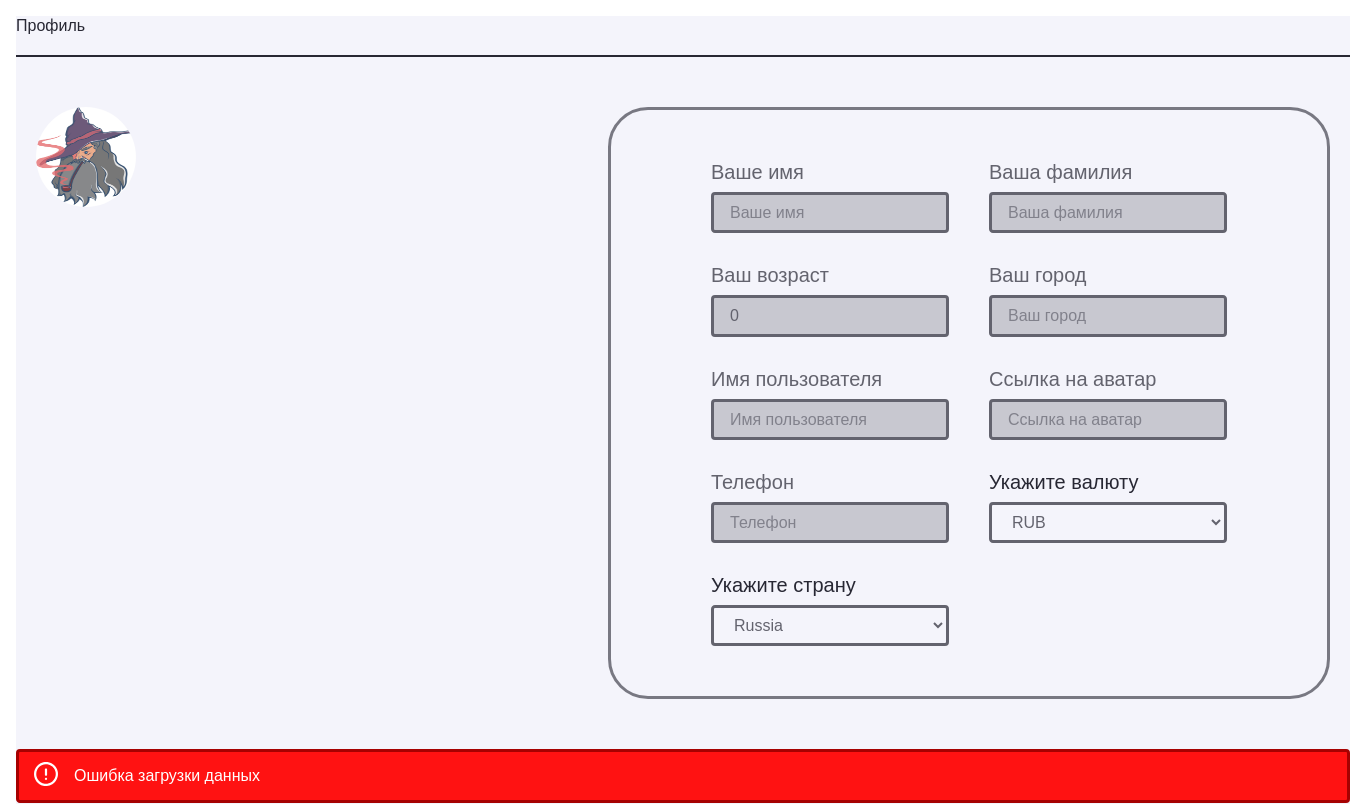 Профиль
Ваше имя
Ваша фамилия
Ваше имя
Ваша фамилия
Ваш возраст
Ваш город
0
Ваш город
Имя пользователя
Ссылка на аватар
Имя пользователя
Ссылка на аватар
Телефон
Укажите валюту
Телефон
RUB
Укажите страну
Russia
Ошибка загрузки данных